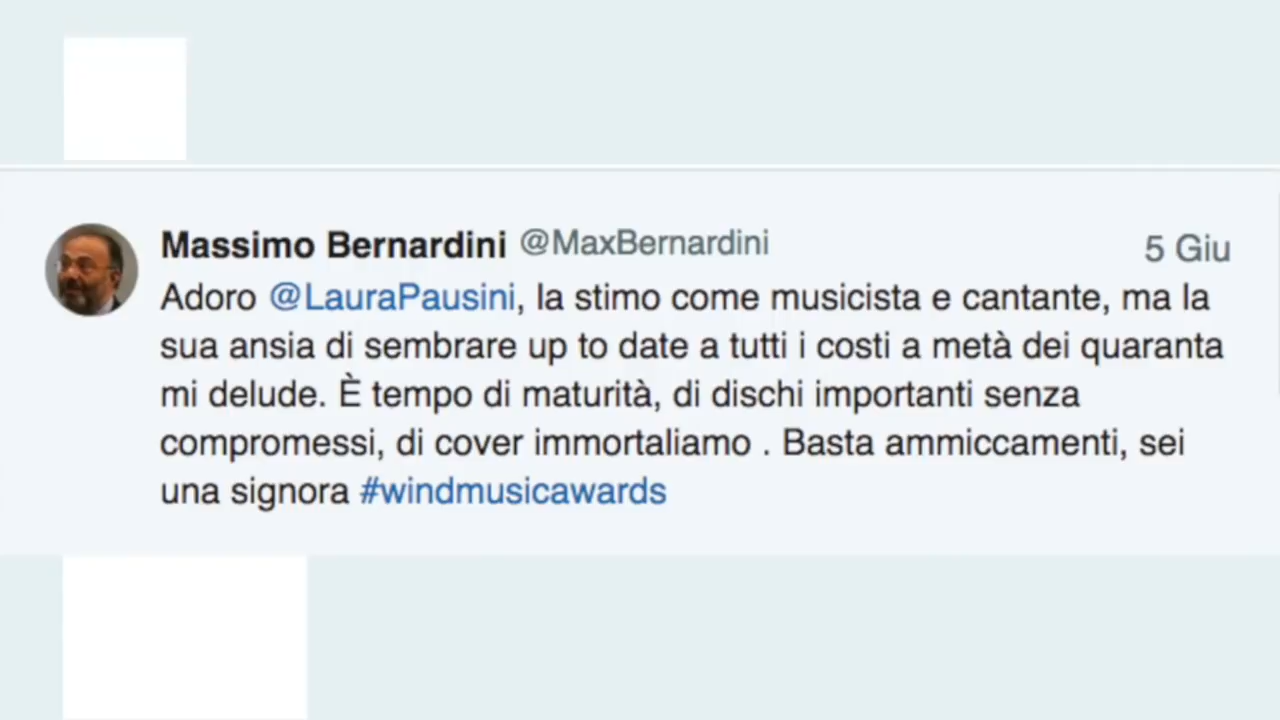 Massimo Bernardini @MaxBernardini 5 Giu
Adoro @LauraPausini, la stimo come musicista e cantante, ma la
sua ansia di sembrare up to date a tutti i costi a metà dei quaranta
mi delude. È tempo di maturità, di dischi importanti senza
compromessi, di cover immortaliamo . Basta ammiccamenti, sei
una signora #windmusicawards